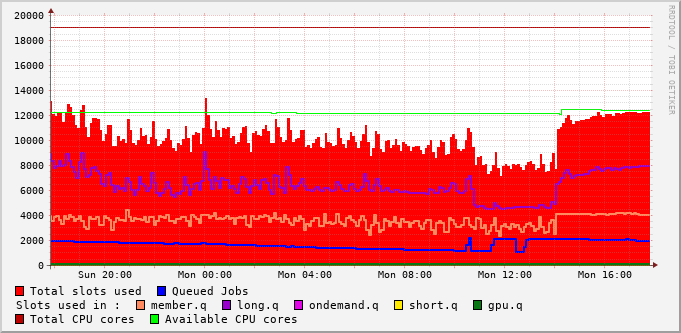 20000
18000
16000
14000
12000
10000
8000
6000
4000
2000
0
Sun 20:00 Mon 00:00 Mon 04:00 Mon 08:00 Mon 12:00 Mon 16:00
RRDTOOL / TOBI OETIKER
Total slots used Queued Jobs
Slots used in : member.q long.q ondemand.q short.q gpu.q
Total CPU cores Available CPU cores